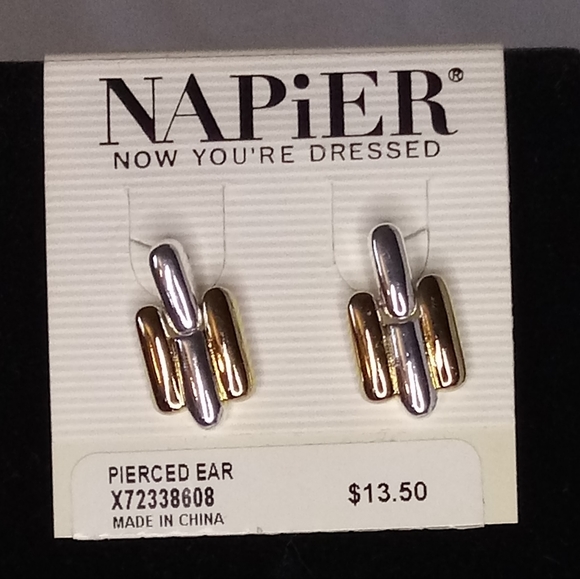 NAPiER®
NOW YOU'RE DRESSED
PIERCED EAR
X72338608
$13.50
MADE IN CHINA